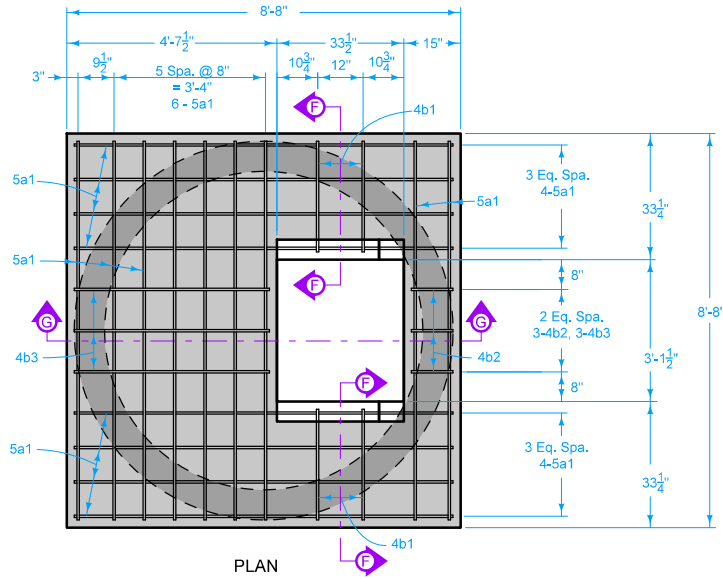 8'-8"
4'-7½"
33½"
15"
3"
9½"
5 Spa. @ 8"
= 3'-4"
6 - 5a1
10¾"
12"
10¾"
F
4b1
5a1
3 Eq. Spa.
4-5a1
5a1
33¼"
5a1
F
8"
G
G
2 Eq. Spa.
3-4b2, 3-4b3
8'-8"
4b3
4b2
3'-1½"
F
8"
5a1
3 Eq. Spa.
4-5a1
33¼"
4b1
F
PLAN